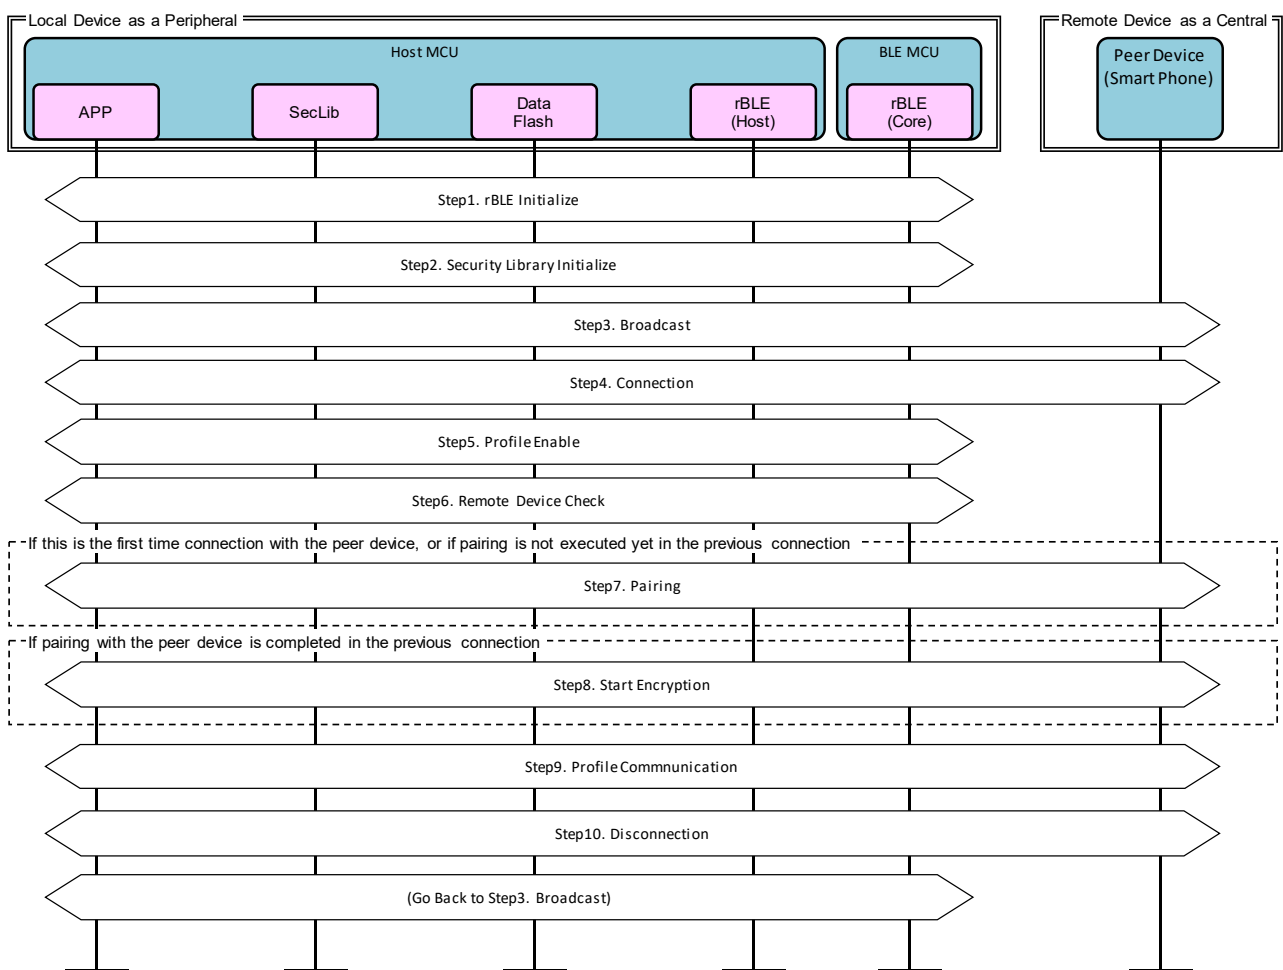 Local Device as a Peripheral
Remote Device as a Central
Host MCU
BLE MCU
Peer Device
(Smart Phone)
APP
SecLib
Data
Flash
rBLE
(Host)
rBLE
(Core)
Step1. rBLE Initialize
Step2. Security Library Initialize
Step3. Broadcast
Step4. Connection
Step5. Profile Enable
Step6. Remote Device Check
If this is the first time connection with the peer device, or if pairing is not executed yet in the previous connection
Step7. Pairing
If pairing with the peer device is completed in the previous connection
Step8. Start Encryption
Step9. Profile Commnunication
Step10. Disconnection
(Go Back to Step3. Broadcast)